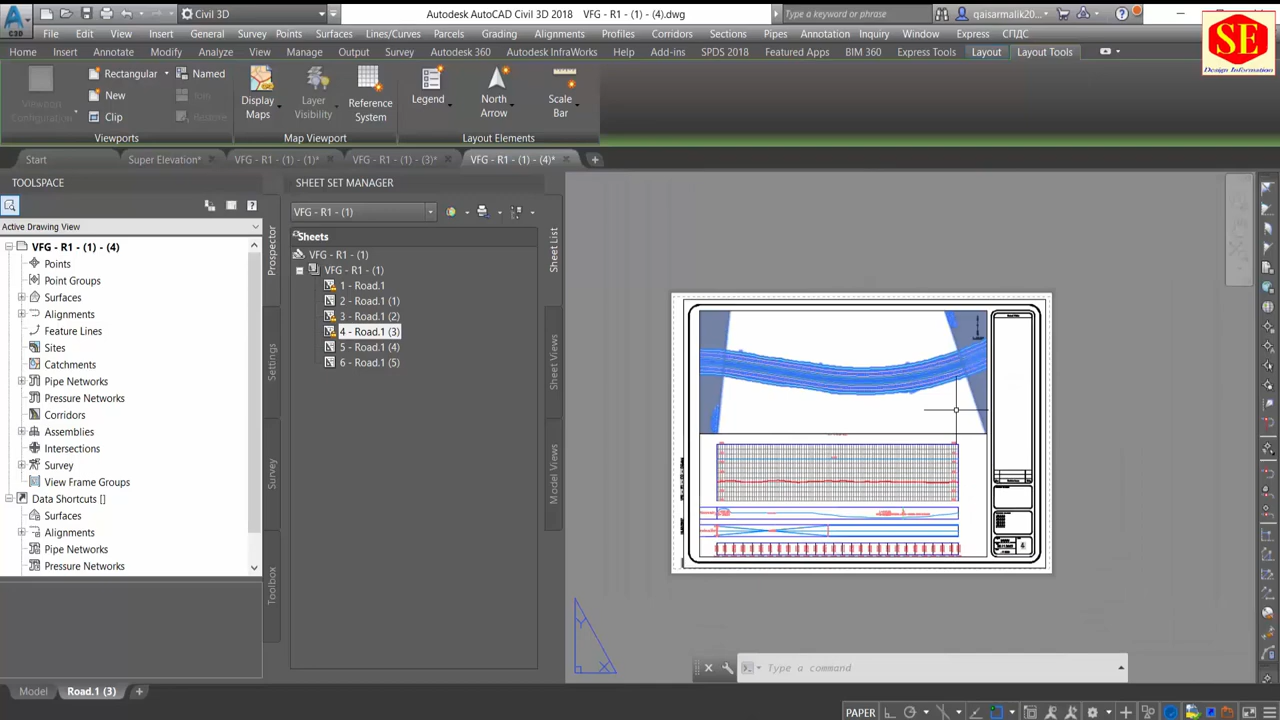 C3D
Civil 3D
Autodesk AutoCAD Civil 3D 2018 VFG - R1 - (1) - (4).dwg
Type a keyword or phrase
qaisarmalik20...
SE
Design Information
File Edit View Insert General Survey Points Surfaces Lines/Curves Parcels Grading Alignments Profiles Corridors Sections Pipes Annotation Inquiry Window Express СПДС
Home Insert Annotate Modify Analyze View Manage Output Survey Autodesk 360 Autodesk InfraWorks Help Add-ins SPDS 2018 Featured Apps BIM 360 Express Tools Layout Layout Tools
Viewport Configuration
Rectangular
New
Clip
Named
Viewports
Display Maps
Layer Visibility
Reference System
Map Viewport
Legend
North Arrow
Scale Bar
Layout Elements
Start Super Elevation* VFG - R1 - (1) - (1)* VFG - R1 - (1) - (3)* VFG - R1 - (1) - (4)*
TOOLSPACE
Active Drawing View
VFG - R1 - (1) - (4)
Points
Point Groups
Surfaces
Alignments
Feature Lines
Sites
Catchments
Pipe Networks
Pressure Networks
Corridors
Assemblies
Intersections
Survey
View Frame Groups
Data Shortcuts []
Surfaces
Alignments
Pipe Networks
Pressure Networks
Prospector
Settings
Survey
Toolbox
SHEET SET MANAGER
VFG - R1 - (1)
Sheets
VFG - R1 - (1)
VFG - R1 - (1)
1 - Road.1
2 - Road.1 (1)
3 - Road.1 (2)
4 - Road.1 (3)
5 - Road.1 (4)
6 - Road.1 (5)
Sheet List
Sheet Views
Model Views
Y
X
Type a command
Model Road.1 (3)
PAPER